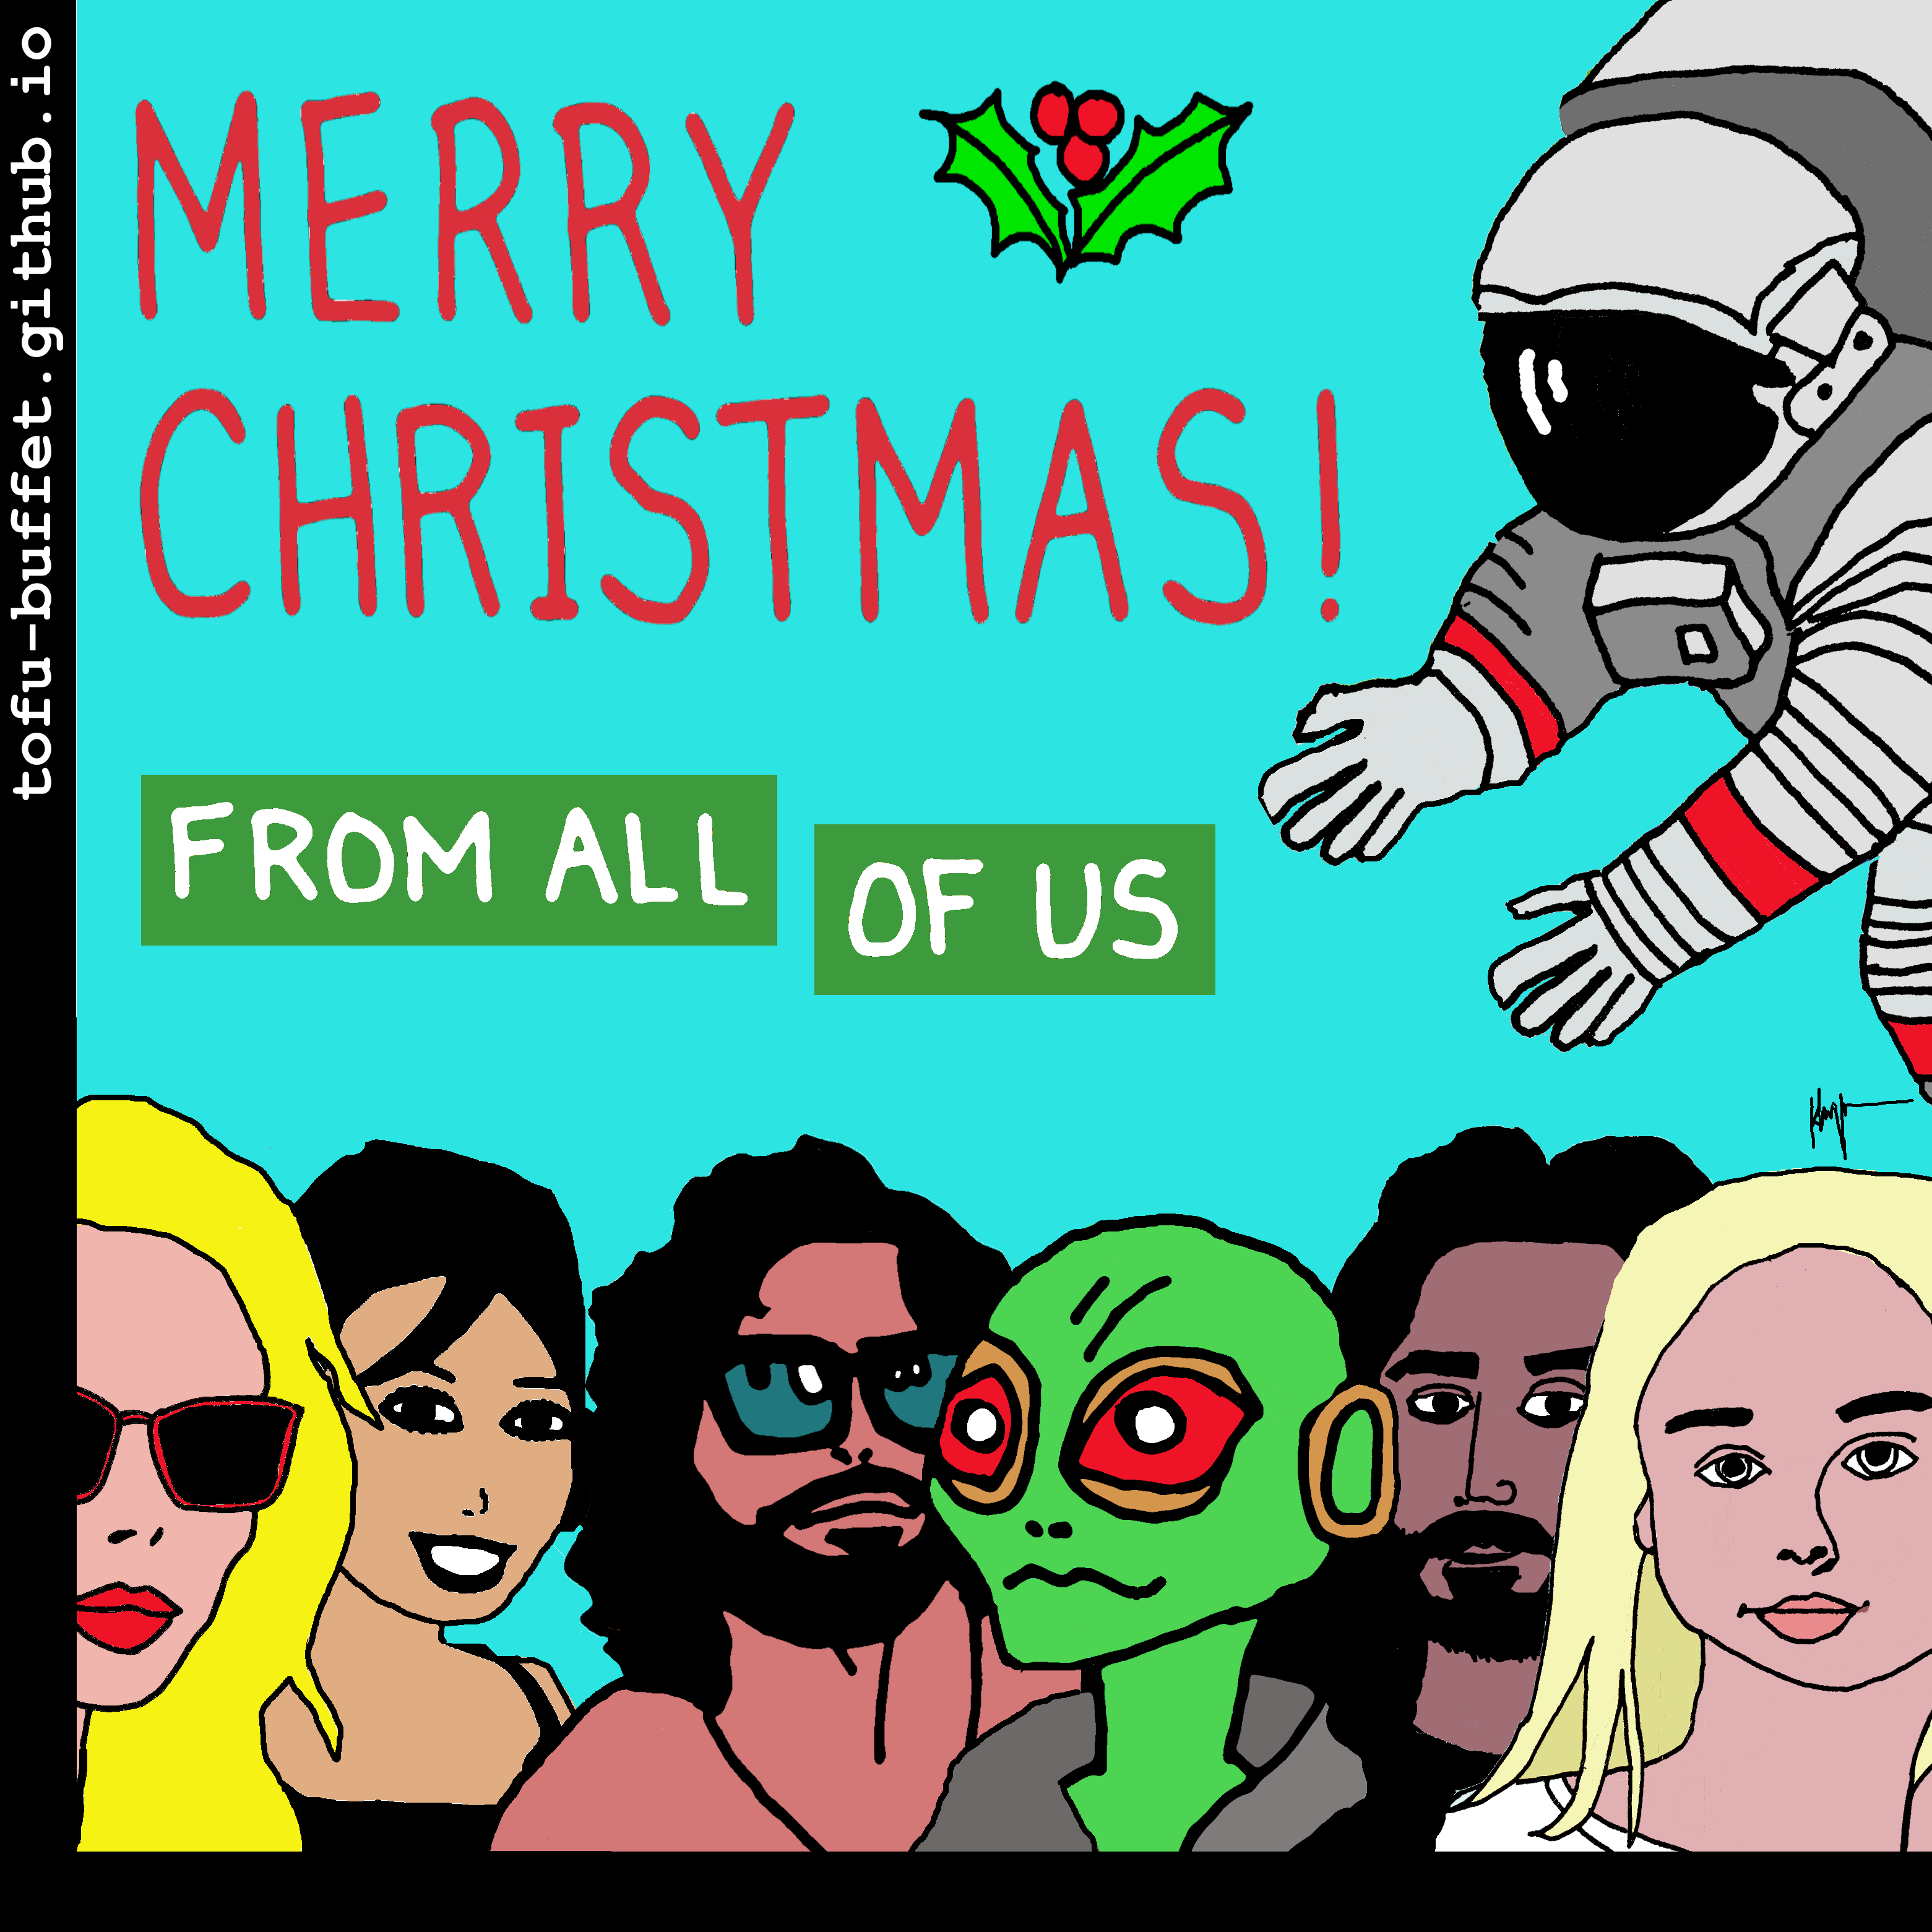 tofu-buffet.github.io
MERRY
CHRISTMAS!
FROM ALL
OF US